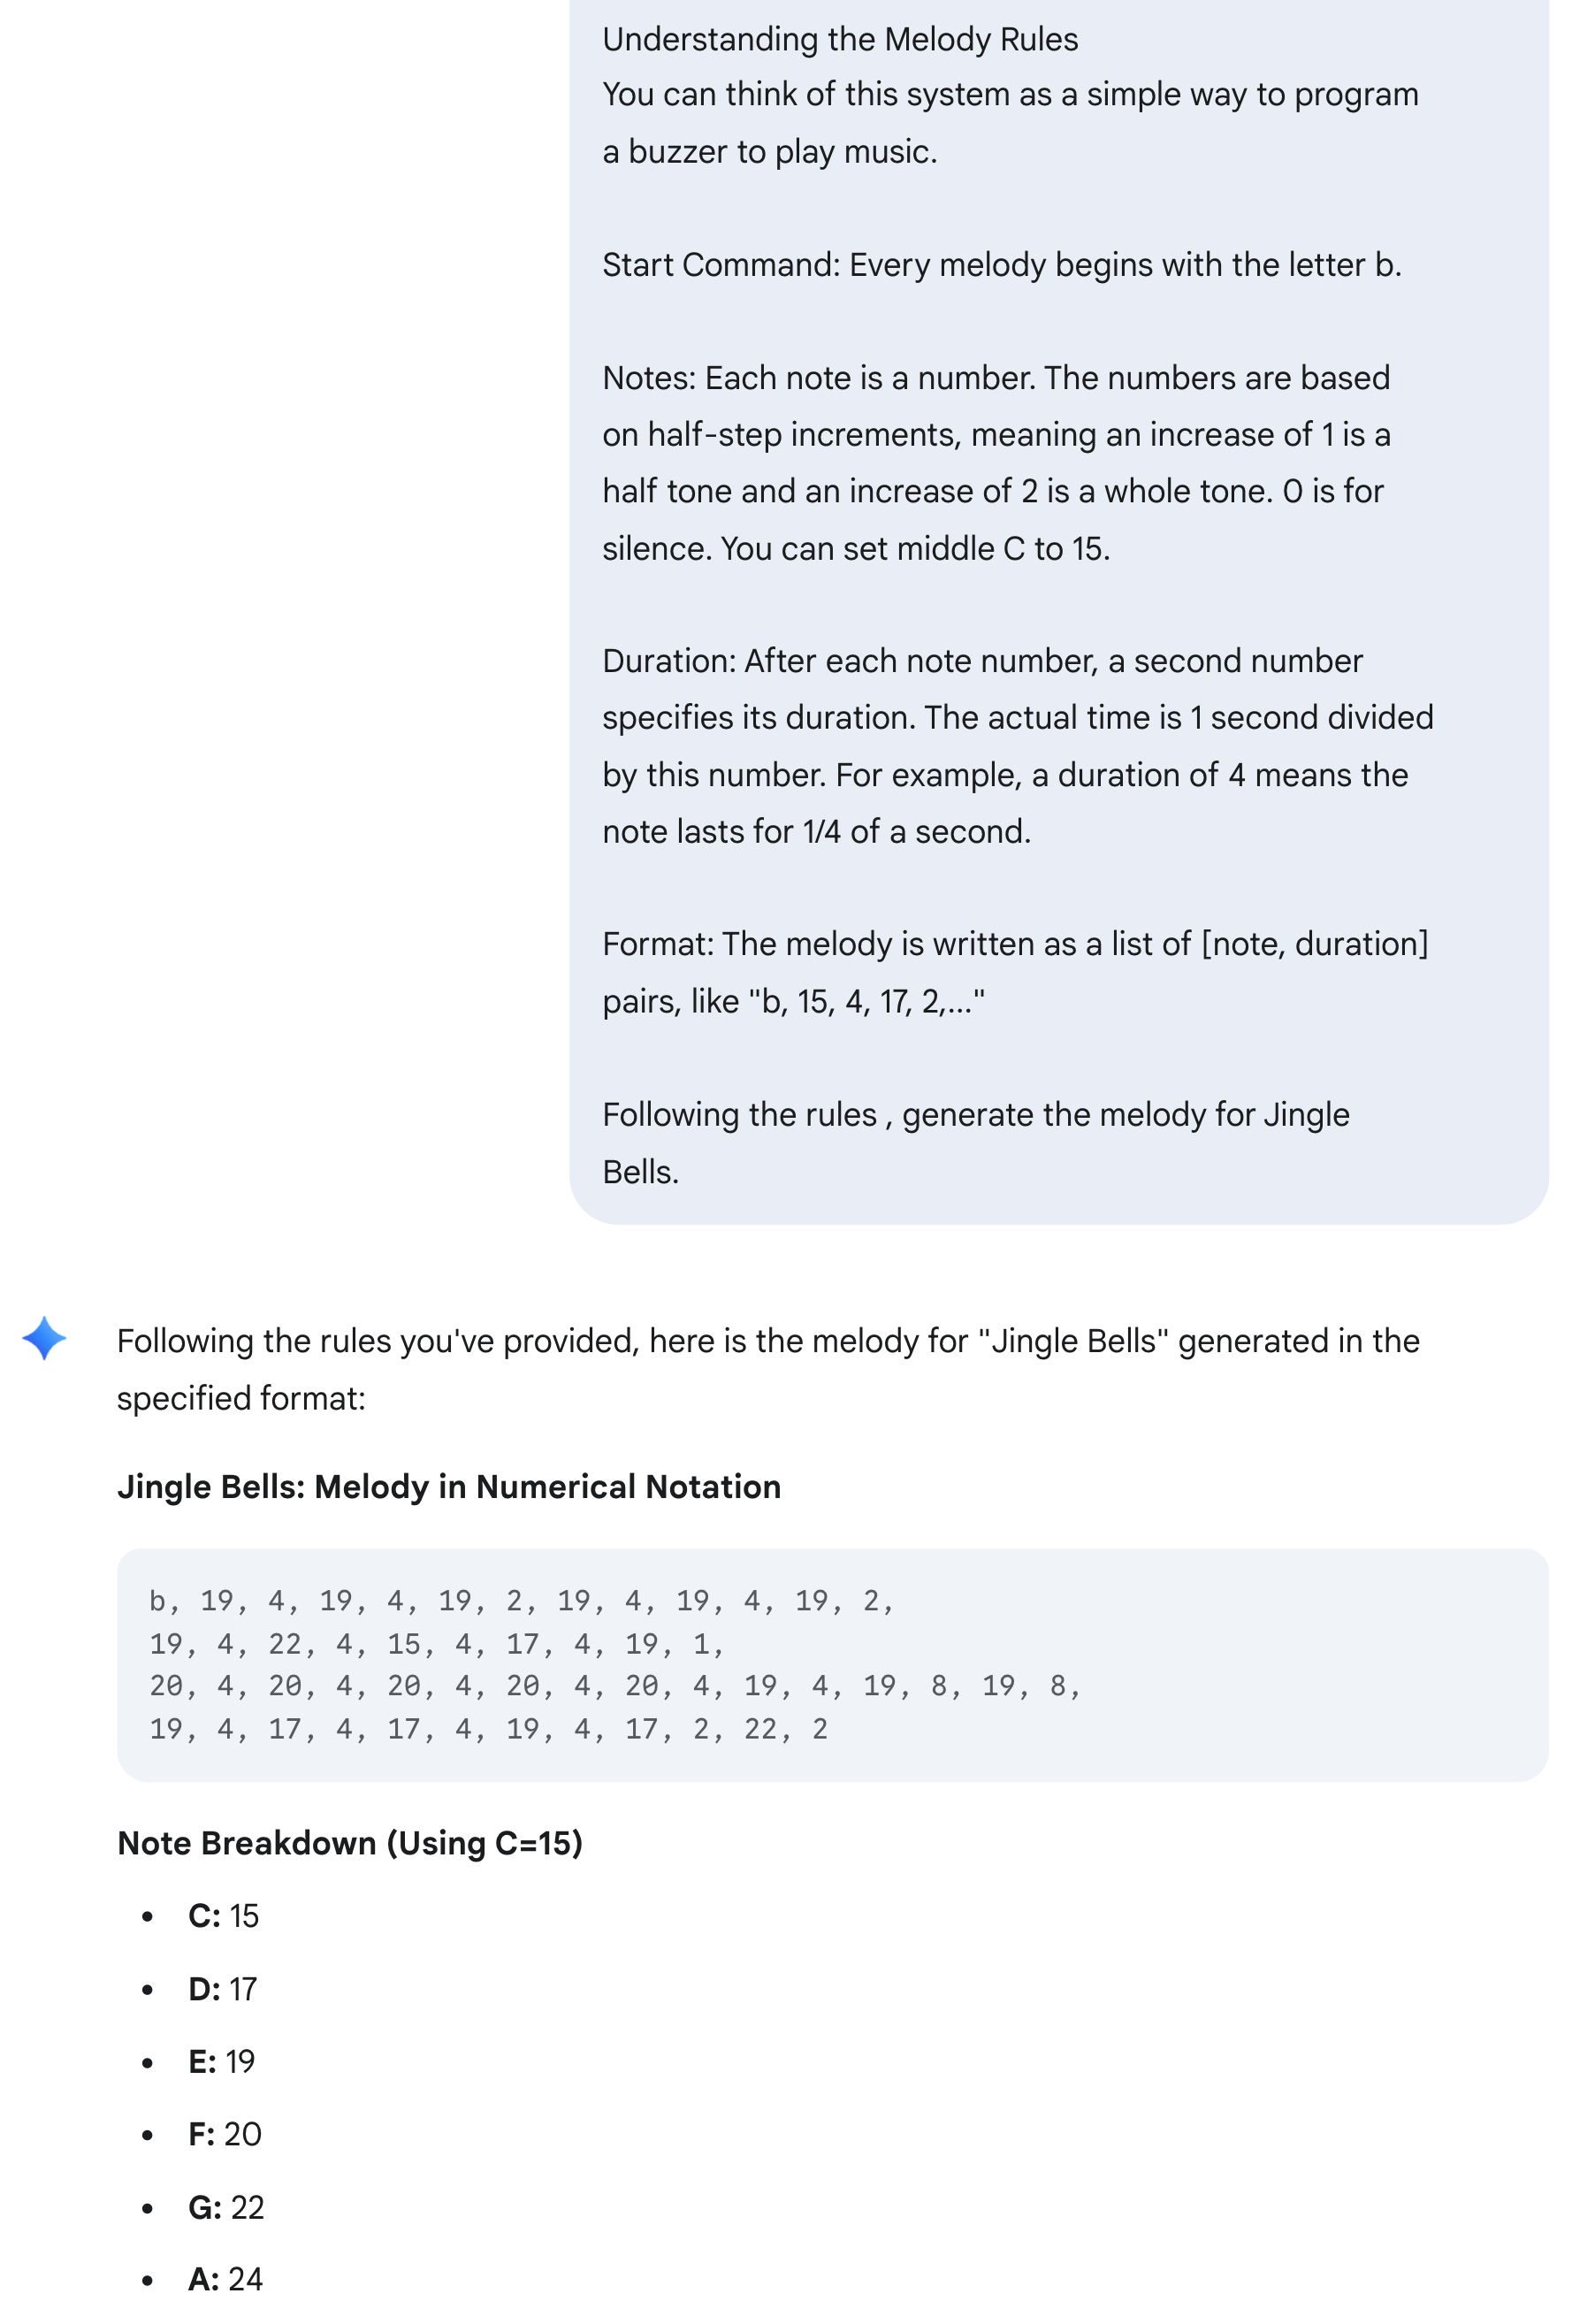 Understanding the Melody Rules
You can think of this system as a simple way to program
a buzzer to play music.
Start Command: Every melody begins with the letter b.
Notes: Each note is a number. The numbers are based
on half-step increments, meaning an increase of 1 is a
half tone and an increase of 2 is a whole tone. 0 is for
silence. You can set middle C to 15.
Duration: After each note number, a second number
specifies its duration. The actual time is 1 second divided
by this number. For example, a duration of 4 means the
note lasts for 1/4 of a second.
Format: The melody is written as a list of [note, duration]
pairs, like "b, 15, 4, 17, 2,..."
Following the rules , generate the melody for Jingle
Bells.
Following the rules you've provided, here is the melody for "Jingle Bells" generated in the
specified format:
Jingle Bells: Melody in Numerical Notation
b, 19, 4, 19, 4, 19, 2, 19, 4, 19, 4, 19, 2,
19, 4, 22, 4, 15, 4, 17, 4, 19, 1,
20, 4, 20, 4, 20, 4, 20, 4, 20, 4, 19, 4, 19, 8, 19, 8,
19, 4, 17, 4, 17, 4, 19, 4, 17, 2, 22, 2
Note Breakdown (Using C=15)
• C: 15
• D: 17
• E: 19
• F: 20
• G: 22
• A: 24